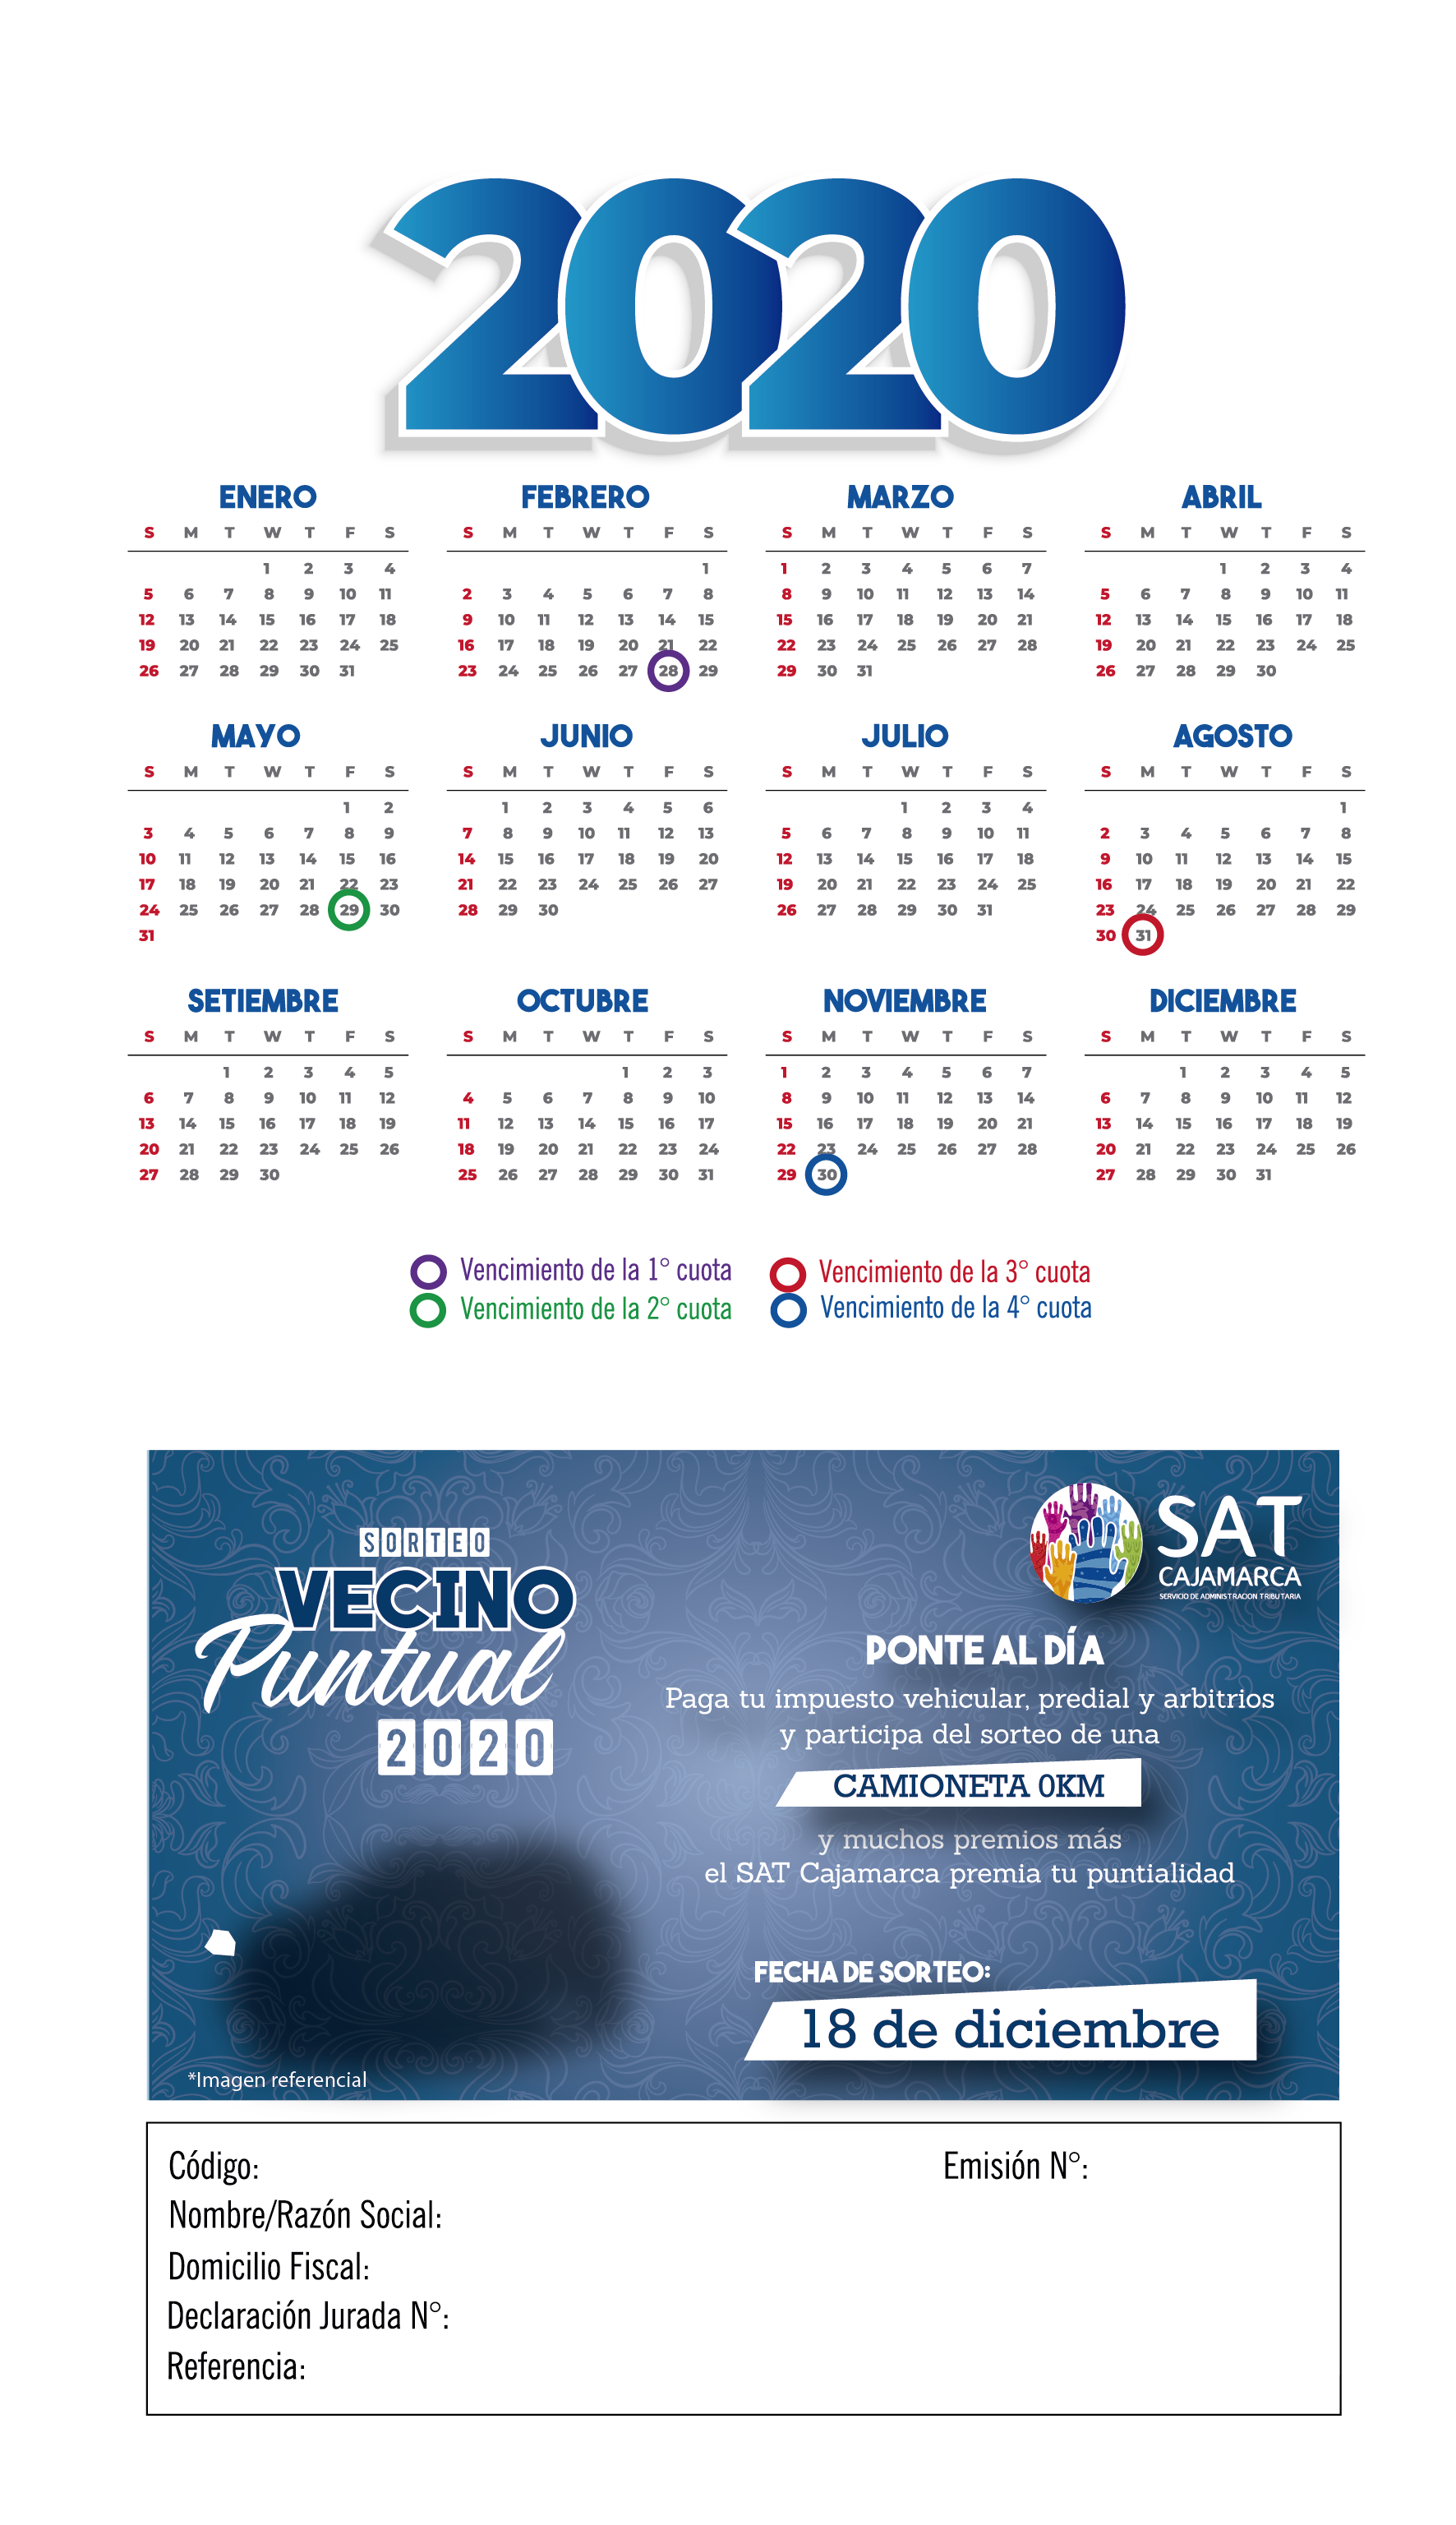 2020
ENERO FEBRERO MARZO ABRIL
S M T W T F S S M T W T F S S M T W T F S S M T W T F S
1 2 3 4 1 1 2 3 4 5 6 7 1 2 3 4
5 6 7 8 9 10 11 2 3 4 5 6 7 8 8 9 10 11 12 13 14 5 6 7 8 9 10 11
12 13 14 15 16 17 18 9 10 11 12 13 14 15 15 16 17 18 19 20 21 12 13 14 15 16 17 18
19 20 21 22 23 24 25 16 17 18 19 20 21 22 22 23 24 25 26 27 28 19 20 21 22 23 24 25
26 27 28 29 30 31 23 24 25 26 27 28 29 29 30 31 26 27 28 29 30
MAYO JUNIO JULIO AGOSTO
S M T W T F S S M T W T F S S M T W T F S S M T W T F S
1 2 1 2 3 4 5 6 1 2 3 4 1
3 4 5 6 7 8 9 7 8 9 10 11 12 13 5 6 7 8 9 10 11 2 3 4 5 6 7 8
10 11 12 13 14 15 16 14 15 16 17 18 19 20 12 13 14 15 16 17 18 9 10 11 12 13 14 15
17 18 19 20 21 22 23 21 22 23 24 25 26 27 19 20 21 22 23 24 25 16 17 18 19 20 21 22
24 25 26 27 28 29 30 28 29 30 26 27 28 29 30 31 23 24 25 26 27 28 29
31 30 31
SETIEMBRE OCTUBRE NOVIEMBRE DICIEMBRE
S M T W T F S S M T W T F S S M T W T F S S M T W T F S
1 2 3 4 5 1 2 3 1 2 3 4 5 6 7 1 2 3 4 5
6 7 8 9 10 11 12 4 5 6 7 8 9 10 8 9 10 11 12 13 14 6 7 8 9 10 11 12
13 14 15 16 17 18 19 11 12 13 14 15 16 17 15 16 17 18 19 20 21 13 14 15 16 17 18 19
20 21 22 23 24 25 26 18 19 20 21 22 23 24 22 23 24 25 26 27 28 20 21 22 23 24 25 26
27 28 29 30 25 26 27 28 29 30 31 29 30 27 28 29 30 31
Vencimiento de la 1° cuota Vencimiento de la 3° cuota
Vencimiento de la 2° cuota Vencimiento de la 4° cuota
SORTEO
VECINO
Puntual
2020
SAT
CAJAMARCA
SERVICIO DE ADMINISTRACION TRIBUTARIA
PONTE AL DÍA
Paga tu impuesto vehicular, predial y arbitrios
y participa del sorteo de una
CAMIONETA 0KM
y muchos premios más
el SAT Cajamarca premia tu puntialidad
FECHA DE SORTEO:
18 de diciembre
*Imagen referencial
Código: Emisión N°:
Nombre/Razón Social:
Domicilio Fiscal:
Declaración Jurada N°:
Referencia: